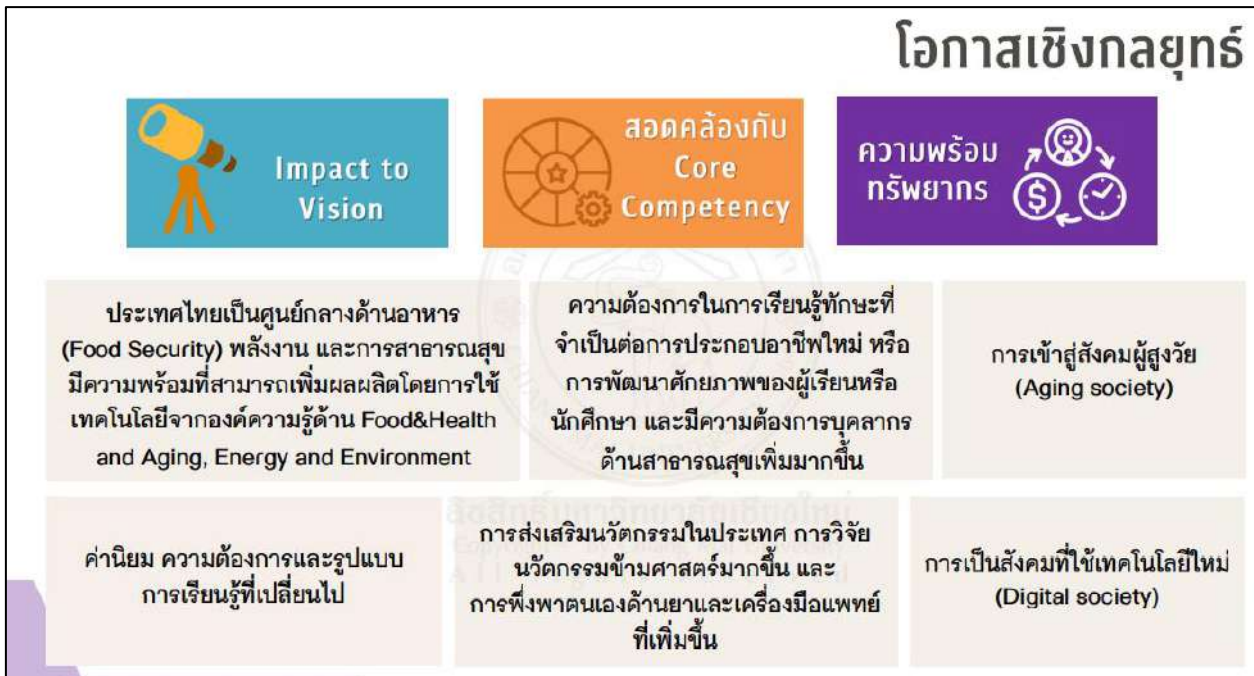 โอกาสเชิงกลยุทธ์
Impact to
Vision
สอดคล้องกับ
Core
Competency
ความพร้อม
ทรัพยากร
ประเทศไทยเป็นศูนย์กลางด้านอาหาร
(Food Security) พลังงาน และการสาธารณสุข
มีความพร้อมที่สามารถเพิ่มผลผลิตโดยการใช้
เทคโนโลยีจากองค์ความรู้ด้าน Food&Health
and Aging, Energy and Environment
ความต้องการในการเรียนรู้ทักษะที่
จำเป็นต่อการประกอบอาชีพใหม่ หรือ
การพัฒนาศักยภาพของผู้เรียนหรือ
นักศึกษา และมีความต้องการบุคลากร
ด้านสาธารณสุขเพิ่มมากขึ้น
การเข้าสู่สังคมผู้สูงวัย
(Aging society)
ค่านิยม ความต้องการและรูปแบบ
การเรียนรู้ที่เปลี่ยนไป
การส่งเสริมนวัตกรรมในประเทศ การวิจัย
นวัตกรรมข้ามศาสตร์มากขึ้น และ
การพึ่งพาตนเองด้านยาและเครื่องมือแพทย์
ที่เพิ่มขึ้น
การเป็นสังคมที่ใช้เทคโนโลยีใหม่
(Digital society)